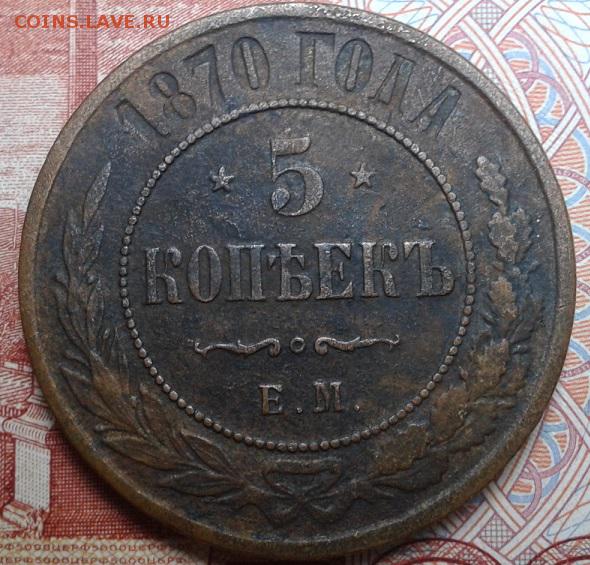 COINS.LAVE.RU
1870 ГОДА
5
КОПѢЕКЪ
Е.М.